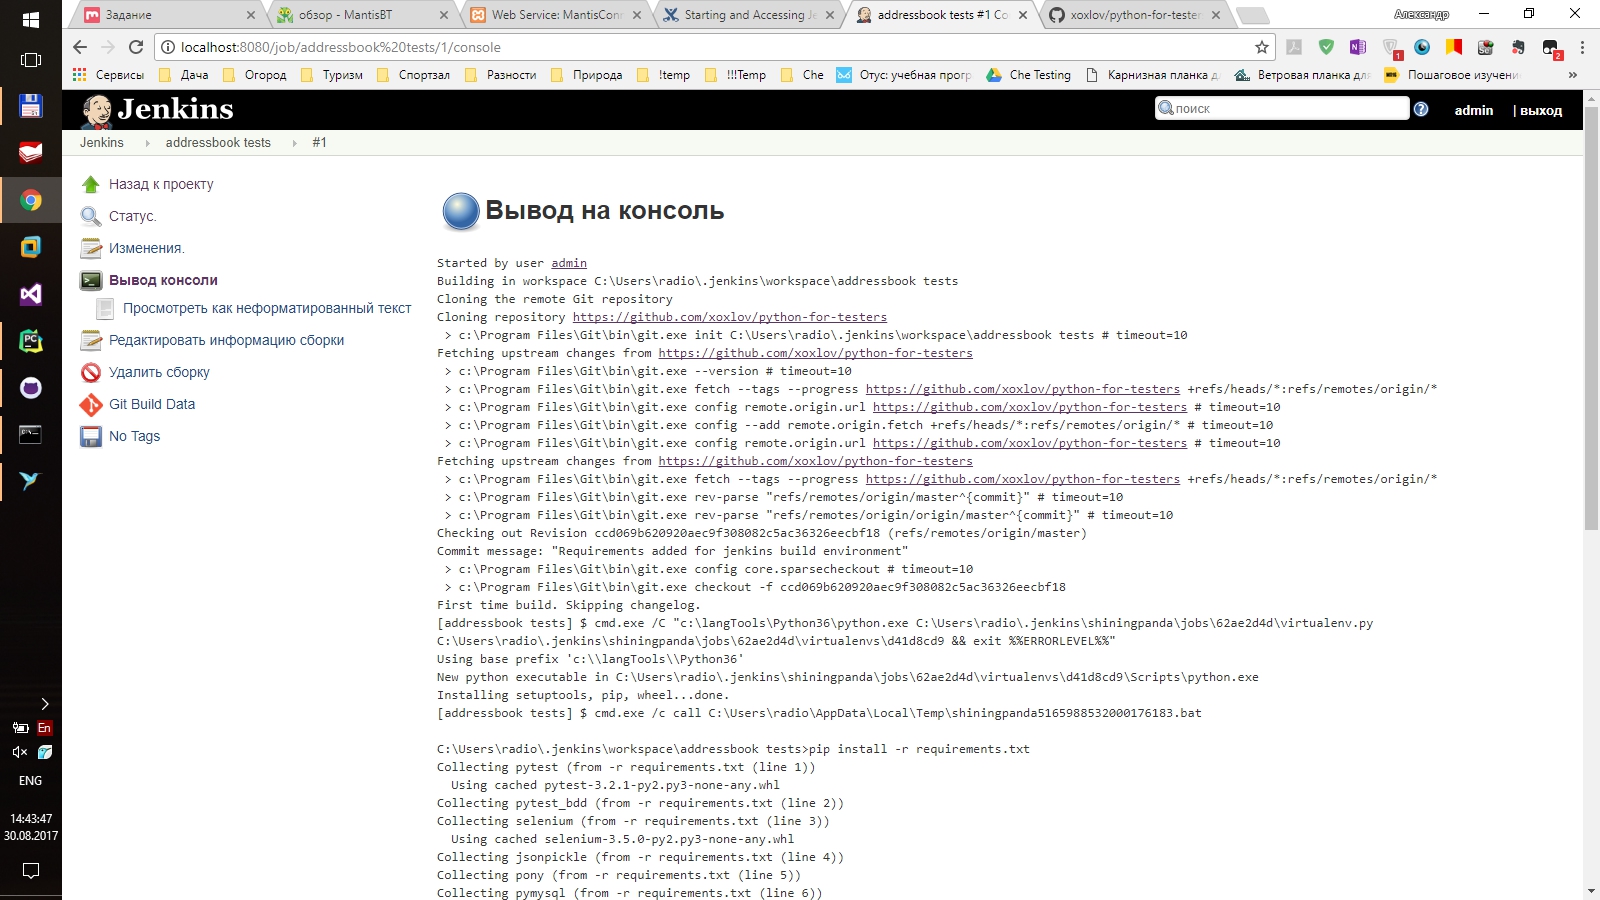 Задание
обзор - MantisBT
Web Service: MantisConn
Starting and Accessing Je
addressbook tests #1 Co
xoxlov/python-for-tester
Александр
localhost:8080/job/addressbook%20tests/1/console
Сервисы
Дача
Огород
Туризм
Спортзал
Разности
Природа
!temp
!!!Temp
Che
Отус: учебная прогр
Che Testing
Карнизная планка д
Ветровая планка для
Пошаговое изучени
»
Jenkins
поиск
admin
| выход
Jenkins
addressbook tests
#1
Назад к проекту
Статус.
Изменения.
Вывод консоли
Просмотреть как неформатированный текст
Редактировать информацию сборки
Удалить сборку
Git Build Data
No Tags
Вывод на консоль
Started by user admin
Building in workspace C:\Users\radio\.jenkins\workspace\addressbook tests
Cloning the remote Git repository
Cloning repository https://github.com/xoxlov/python-for-testers
 > c:\Program Files\Git\bin\git.exe init C:\Users\radio\.jenkins\workspace\addressbook tests # timeout=10
Fetching upstream changes from https://github.com/xoxlov/python-for-testers
 > c:\Program Files\Git\bin\git.exe --version # timeout=10
 > c:\Program Files\Git\bin\git.exe fetch --tags --progress https://github.com/xoxlov/python-for-testers +refs/heads/*:refs/remotes/origin/*
 > c:\Program Files\Git\bin\git.exe config remote.origin.url https://github.com/xoxlov/python-for-testers # timeout=10
 > c:\Program Files\Git\bin\git.exe config --add remote.origin.fetch +refs/heads/*:refs/remotes/origin/* # timeout=10
 > c:\Program Files\Git\bin\git.exe config remote.origin.url https://github.com/xoxlov/python-for-testers # timeout=10
Fetching upstream changes from https://github.com/xoxlov/python-for-testers
 > c:\Program Files\Git\bin\git.exe fetch --tags --progress https://github.com/xoxlov/python-for-testers +refs/heads/*:refs/remotes/origin/*
 > c:\Program Files\Git\bin\git.exe rev-parse "refs/remotes/origin/master^{commit}" # timeout=10
 > c:\Program Files\Git\bin\git.exe rev-parse "refs/remotes/origin/origin/master^{commit}" # timeout=10
Checking out Revision ccd069b620920aec9f308082c5ac36326eecbf18 (refs/remotes/origin/master)
Commit message: "Requirements added for jenkins build environment"
 > c:\Program Files\Git\bin\git.exe config core.sparsecheckout # timeout=10
 > c:\Program Files\Git\bin\git.exe checkout -f ccd069b620920aec9f308082c5ac36326eecbf18
First time build. Skipping changelog.
[addressbook tests] $ cmd.exe /C "c:\langTools\Python36\python.exe C:\Users\radio\.jenkins\shiningpanda\jobs\62ae2d4d\virtualenv.py
C:\Users\radio\.jenkins\shiningpanda\jobs\62ae2d4d\virtualenvs\d41d8cd9 && exit %%ERRORLEVEL%%"
Using base prefix 'c:\\langTools\\Python36'
New python executable in C:\Users\radio\.jenkins\shiningpanda\jobs\62ae2d4d\virtualenvs\d41d8cd9\Scripts\python.exe
Installing setuptools, pip, wheel...done.
[addressbook tests] $ cmd.exe /c call C:\Users\radio\AppData\Local\Temp\shiningpanda5165988532000176183.bat
C:\Users\radio\.jenkins\workspace\addressbook tests>pip install -r requirements.txt
Collecting pytest (from -r requirements.txt (line 1))
  Using cached pytest-3.2.1-py2.py3-none-any.whl
Collecting pytest_bdd (from -r requirements.txt (line 2))
Collecting selenium (from -r requirements.txt (line 3))
  Using cached selenium-3.5.0-py2.py3-none-any.whl
Collecting jsonpickle (from -r requirements.txt (line 4))
Collecting pony (from -r requirements.txt (line 5))
Collecting pymysql (from -r requirements.txt (line 6))
En
ENG
14:43:47
30.08.2017